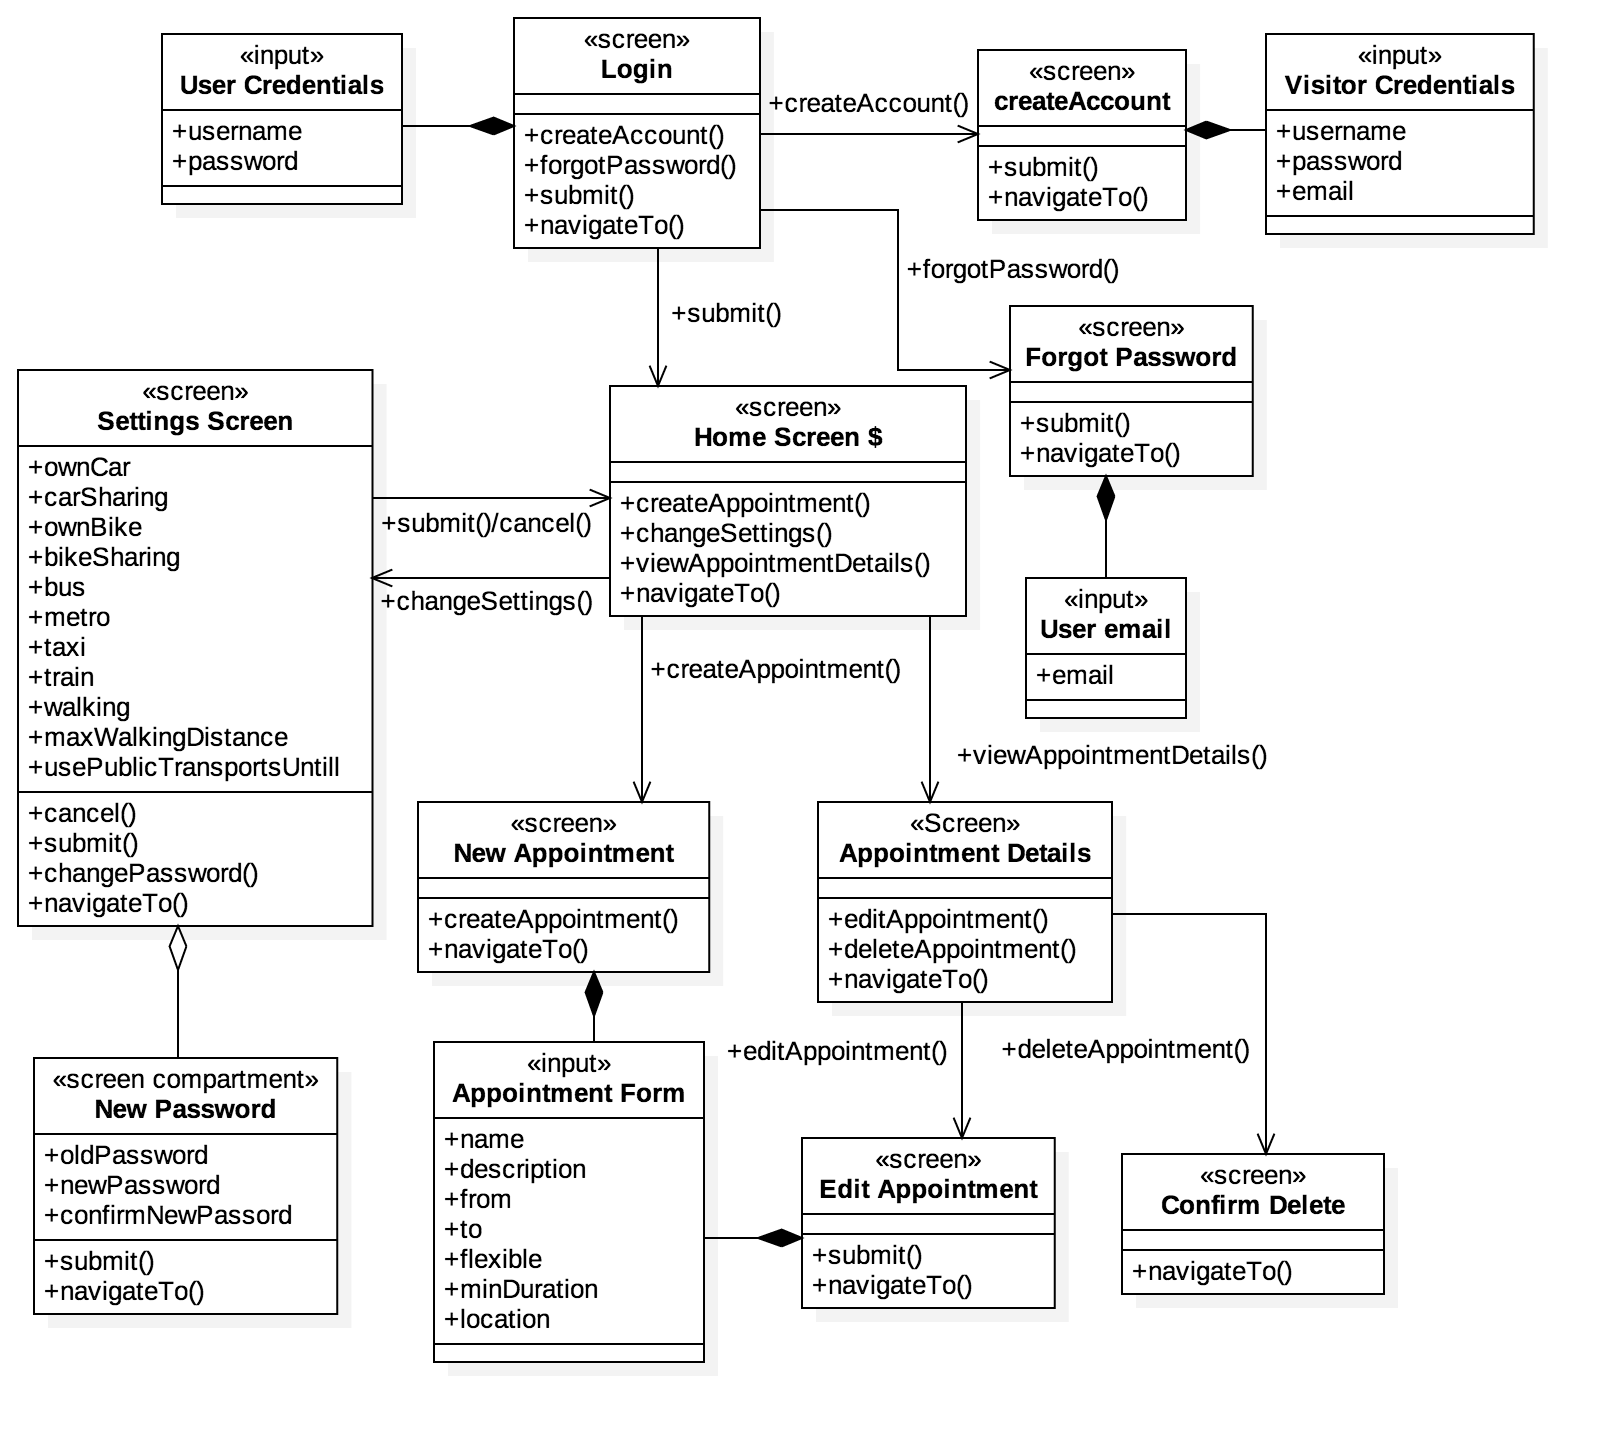 «input»
User Credentials
+username
+password
«screen»
Login
+createAccount()
+forgotPassword()
+submit()
+navigateTo()
+createAccount()
«screen»
createAccount
+submit()
+navigateTo()
«input»
Visitor Credentials
+username
+password
+email
+forgotPassword()
+submit()
«screen»
Forgot Password
+submit()
+navigateTo()
«screen»
Settings Screen
+ownCar
+carSharing
+ownBike
+bikeSharing
+bus
+metro
+taxi
+train
+walking
+maxWalkingDistance
+usePublicTransportsUntill
+cancel()
+submit()
+changePassword()
+navigateTo()
+submit()/cancel()
+changeSettings()
«screen»
Home Screen $
+createAppointment()
+changeSettings()
+viewAppointmentDetails()
+navigateTo()
«input»
User email
+email
+createAppointment()
+viewAppointmentDetails()
«screen»
New Appointment
+createAppointment()
+navigateTo()
«Screen»
Appointment Details
+editAppointment()
+deleteAppointment()
+navigateTo()
«screen compartment»
New Password
+oldPassword
+newPassword
+confirmNewPassord
+submit()
+navigateTo()
«input»
Appointment Form
+name
+description
+from
+to
+flexible
+minDuration
+location
+editAppointment()
+deleteAppointment()
«screen»
Edit Appointment
+submit()
+navigateTo()
«screen»
Confirm Delete
+navigateTo()